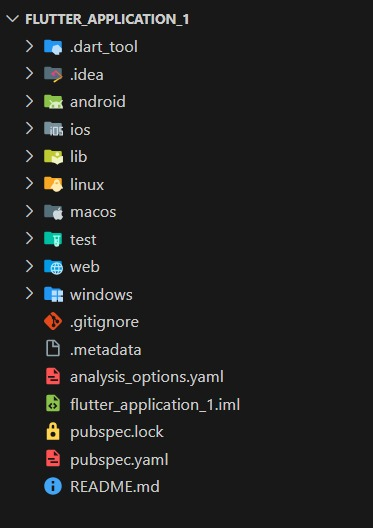 FLUTTER_APPLICATION_1
.dart_tool
.idea
android
ios
lib
linux
macos
test
web
windows
.gitignore
.metadata
analysis_options.yaml
flutter_application_1.iml
pubspec.lock
pubspec.yaml
README.md